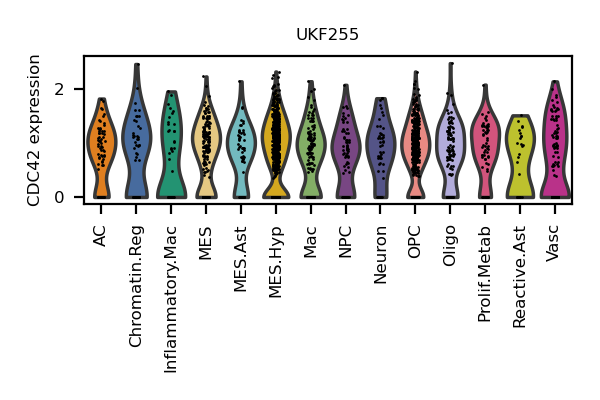 UKF255
CDC42 expression
2
0
AC
Chromatin.Reg
Inflammatory.Mac
MES
MES.Ast
MES.Hyp
Mac
NPC
Neuron
OPC
Oligo
Prolif.Metab
Reactive.Ast
Vasc